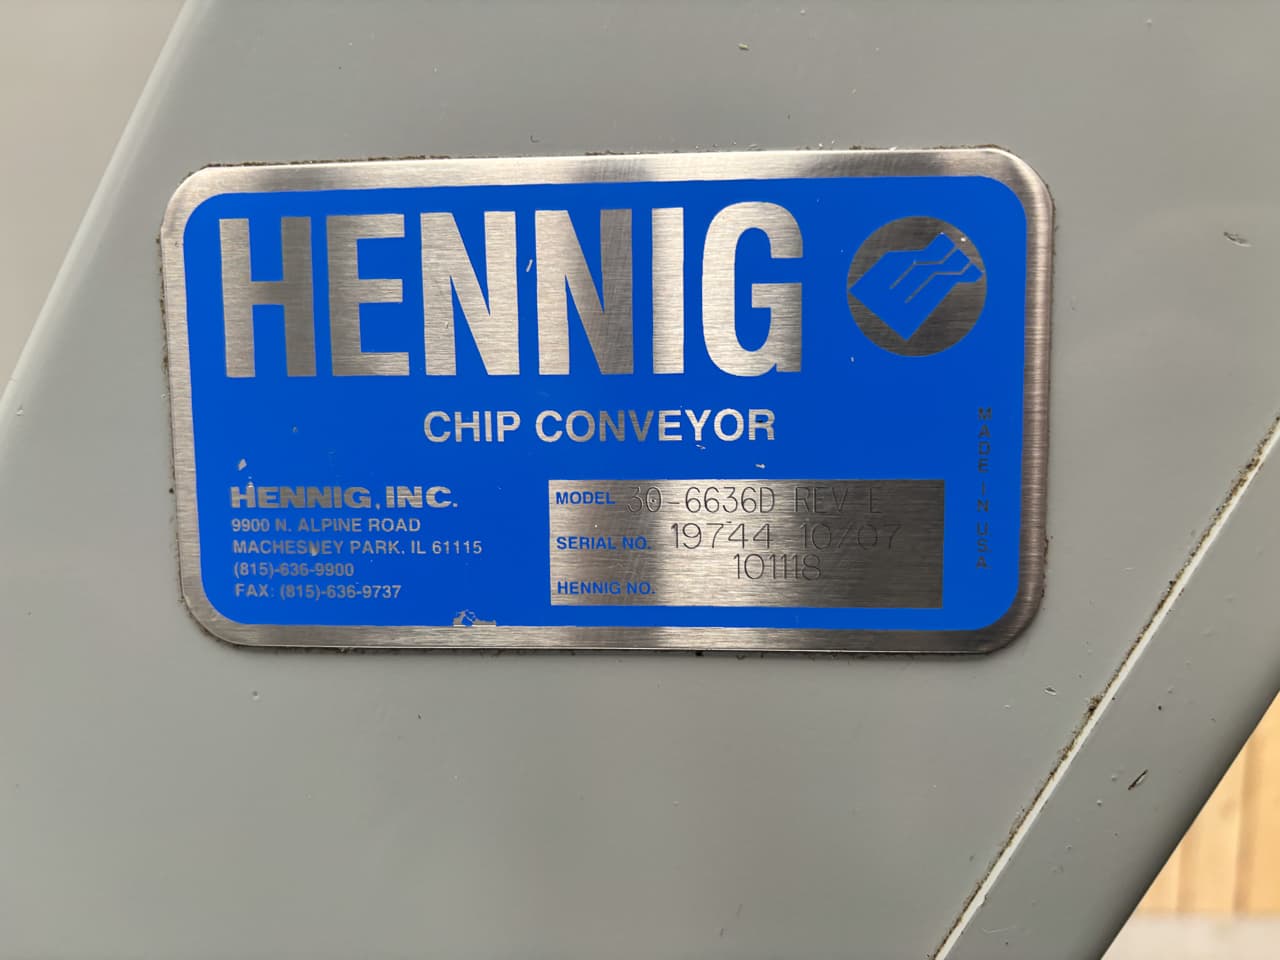 HENNIG
CHIP CONVEYOR
HENNIG, INC.
9900 N. ALPINE ROAD
MACHESNEY PARK, IL 61115
(815)-636-9900
FAX: (815)-636-9737
MODEL 30-6636D REV E
SERIAL NO. 19744 10/07
101118
HENNIG NO.
MADE IN USA